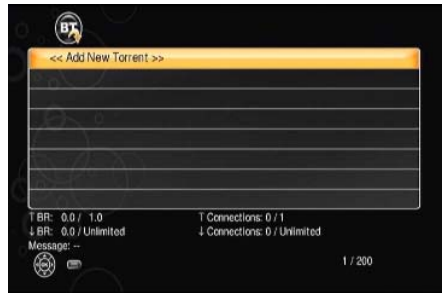 BT
<< Add New Torrent >>
↑ BR: 0.0 / 1.0 ↑ Connections: 0 / 1
↓ BR: 0.0 / Unlimited ↓ Connections: 0 / Unlimited
Message: --
OK
1 / 200